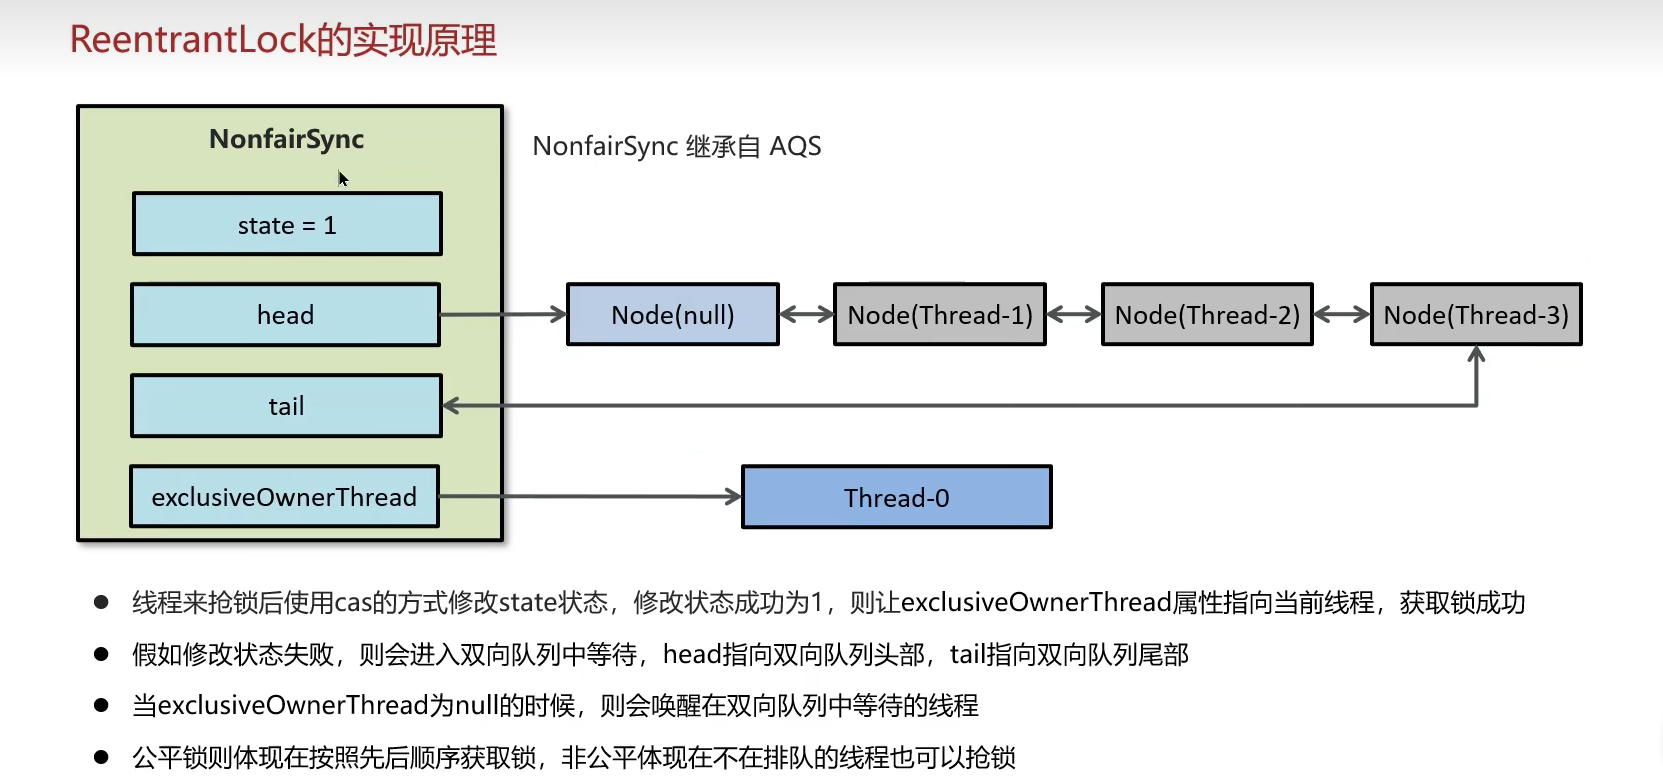 ReentrantLock的实现原理
NonfairSync
NonfairSync 继承自 AQS
state = 1
head
Node(null)
Node(Thread-1)
Node(Thread-2)
Node(Thread-3)
tail
exclusiveOwnerThread
Thread-0
● 线程来抢锁后使用cas的方式修改state状态，修改状态成功为1，则让exclusiveOwnerThread属性指向当前线程，获取锁成功
● 假如修改状态失败，则会进入双向队列中等待，head指向双向队列头部，tail指向双向队列尾部
● 当exclusiveOwnerThread为null的时候，则会唤醒在双向队列中等待的线程
● 公平锁则体现在按照先后顺序获取锁，非公平体现在不在排队的线程也可以抢锁